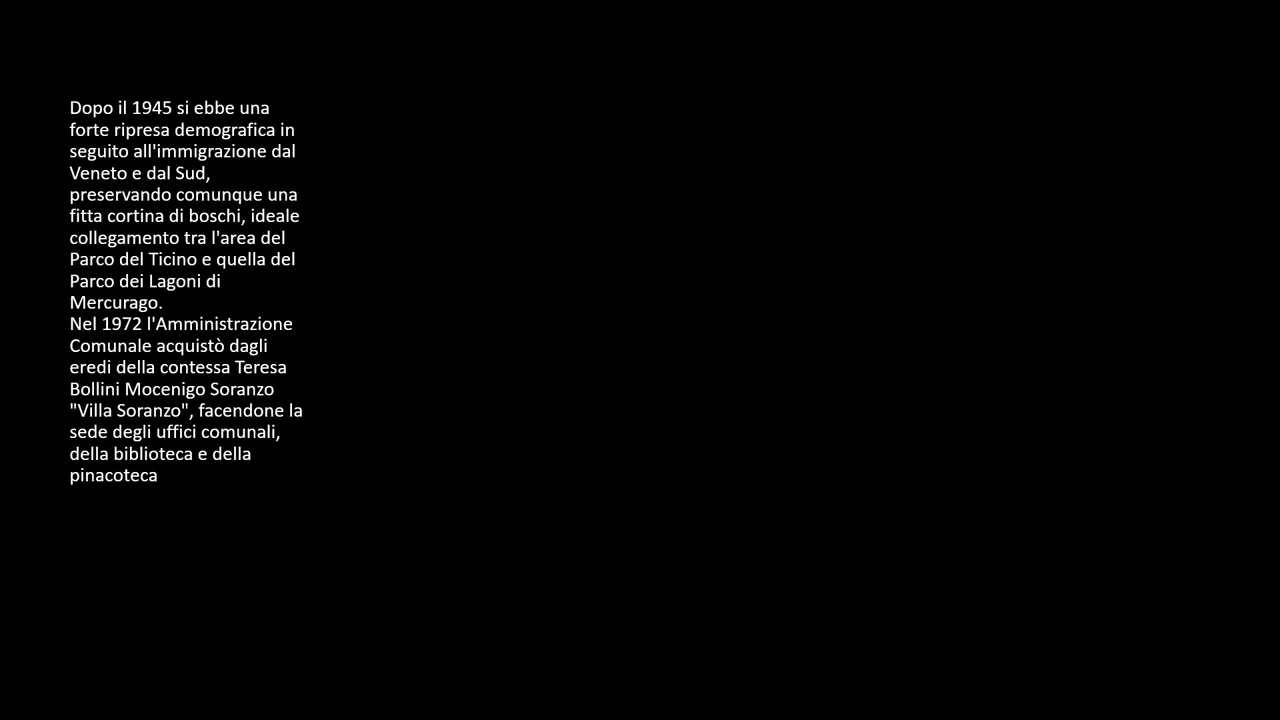 Dopo il 1945 si ebbe una
forte ripresa demografica in
seguito all'immigrazione dal
Veneto e dal Sud,
preservando comunque una
fitta cortina di boschi, ideale
collegamento tra l'area del
Parco del Ticino e quella del
Parco dei Lagoni di
Mercurago.
Nel 1972 l'Amministrazione
Comunale acquistò dagli
eredi della contessa Teresa
Bollini Mocenigo Soranzo
"Villa Soranzo", facendone la
sede degli uffici comunali,
della biblioteca e della
pinacoteca